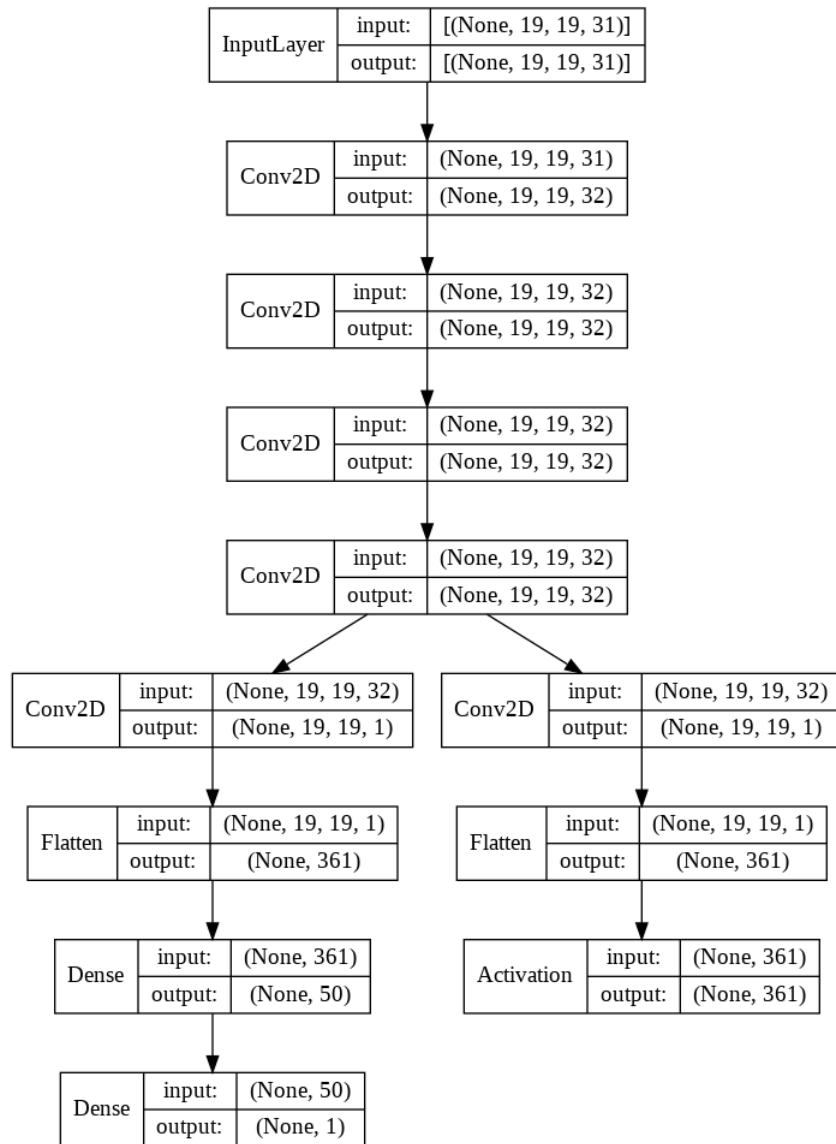 InputLayer
input: [(None, 19, 19, 31)]
output: [(None, 19, 19, 31)]
Conv2D
input: (None, 19, 19, 31)
output: (None, 19, 19, 32)
Conv2D
input: (None, 19, 19, 32)
output: (None, 19, 19, 32)
Conv2D
input: (None, 19, 19, 32)
output: (None, 19, 19, 32)
Conv2D
input: (None, 19, 19, 32)
output: (None, 19, 19, 32)
Conv2D
input: (None, 19, 19, 32)
output: (None, 19, 19, 1)
Conv2D
input: (None, 19, 19, 32)
output: (None, 19, 19, 1)
Flatten
input: (None, 19, 19, 1)
output: (None, 361)
Flatten
input: (None, 19, 19, 1)
output: (None, 361)
Dense
input: (None, 361)
output: (None, 50)
Activation
input: (None, 361)
output: (None, 361)
Dense
input: (None, 50)
output: (None, 1)